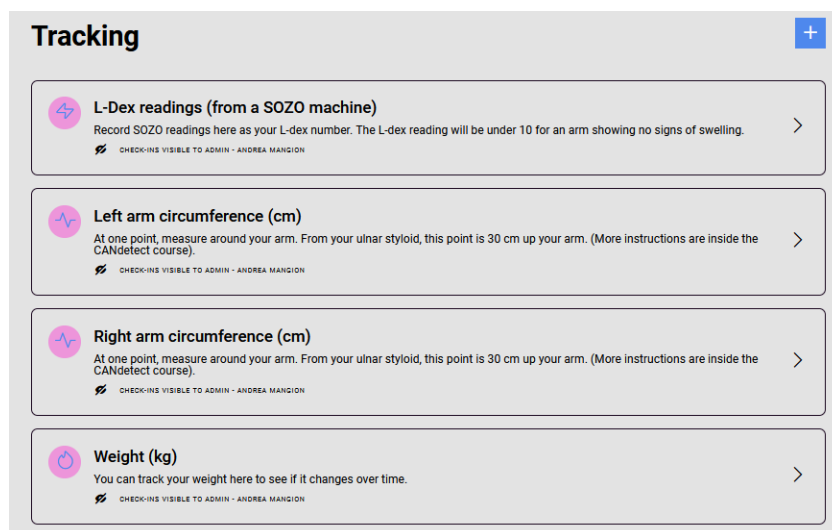 Tracking
+
L-Dex readings (from a SOZO machine)
Record SOZO readings here as your L-dex number. The L-dex reading will be under 10 for an arm showing no signs of swelling.
CHECK-INS VISIBLE TO ADMIN - ANDREA MANGION
Left arm circumference (cm)
At one point, measure around your arm. From your ulnar styloid, this point is 30 cm up your arm. (More instructions are inside the
CANdetect course).
CHECK-INS VISIBLE TO ADMIN - ANDREA MANGION
Right arm circumference (cm)
At one point, measure around your arm. From your ulnar styloid, this point is 30 cm up your arm. (More instructions are inside the
CANdetect course).
CHECK-INS VISIBLE TO ADMIN - ANDREA MANGION
Weight (kg)
You can track your weight here to see if it changes over time.
CHECK-INS VISIBLE TO ADMIN - ANDREA MANGION